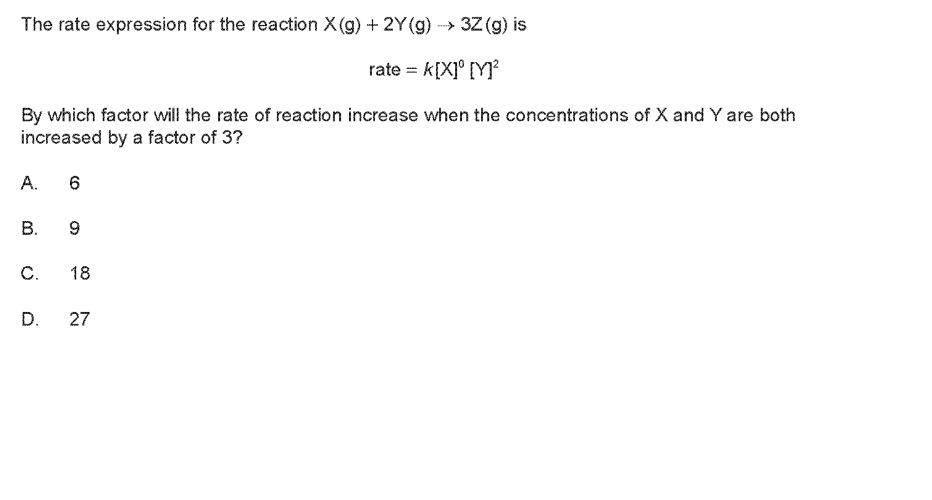 The rate expression for the reaction X(g) + 2Y(g) → 3Z(g) is
rate = k[X]⁰ [Y]²
By which factor will the rate of reaction increase when the concentrations of X and Y are both
increased by a factor of 3?
A. 6
B. 9
C. 18
D. 27